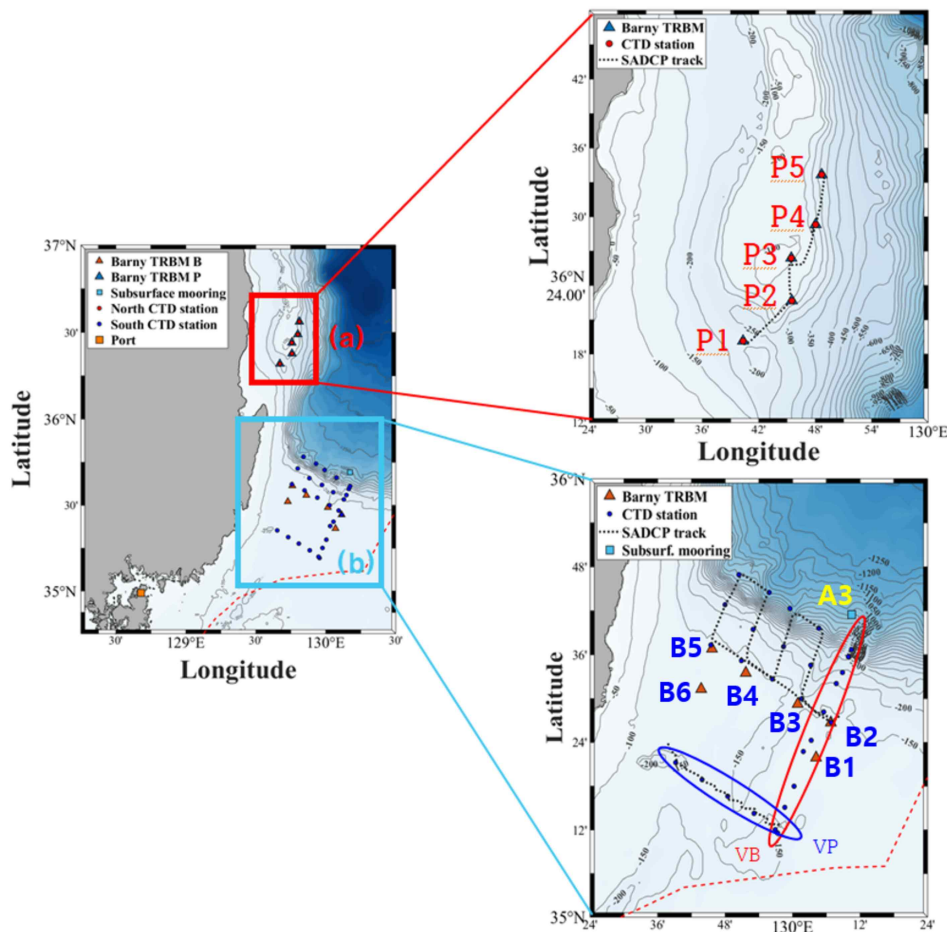 37°N
30'
36°N
30'
35°N
Latitude
129°E
30'
130°E
30'
Longitude
Barny TRBM B
Barny TRBM P
Subsurface mooring
North CTD station
South CTD station
Port
(a)
(b)
Barny TRBM
CTD station
SADCP track
42'
36'
30'
36°N
24.00'
18'
12'
Latitude
24'
36'
42'
48'
54'
130°E
Longitude
P5
P4
P3
P2
P1
36°N
48'
36'
24'
12'
35°N
Latitude
24'
36'
48'
130°E
12'
Longitude
Barny TRBM
CTD station
SADCP track
Subsurf. mooring
A3
B5
B6
B4
B3
B2
B1
VB
VP